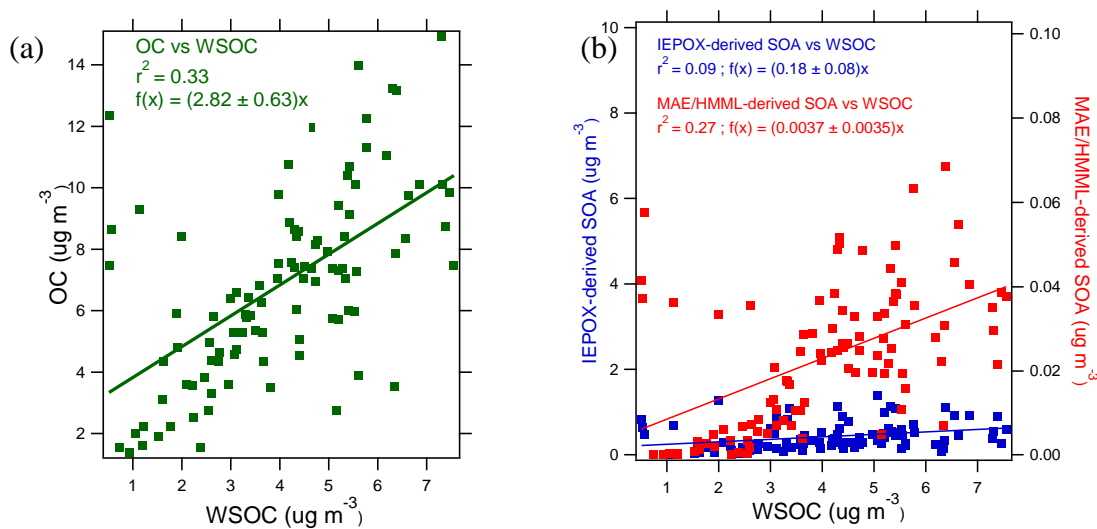 (a)
OC vs WSOC
r² = 0.33
f(x) = (2.82 ± 0.63)x
14
12
10
8
6
4
2
OC (ug m⁻³)
1 2 3 4 5 6 7
WSOC (ug m⁻³)
(b)
IEPOX-derived SOA vs WSOC
r² = 0.09 ; f(x) = (0.18 ± 0.08)x
MAE/HMML-derived SOA vs WSOC
r² = 0.27 ; f(x) = (0.0037 ± 0.0035)x
10
8
6
4
2
0
IEPOX-derived SOA (ug m⁻³)
0.10
0.08
0.06
0.04
0.02
0.00
MAE/HMML-derived SOA (ug m⁻³)
1 2 3 4 5 6 7
WSOC (ug m⁻³)